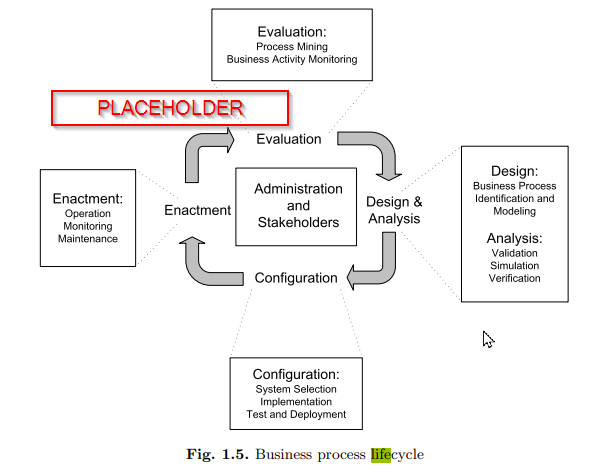 Evaluation:
Process Mining
Business Activity Monitoring
PLACEHOLDER
Evaluation
Enactment:
Operation
Monitoring
Maintenance
Enactment
Administration
and
Stakeholders
Design &
Analysis
Design:
Business Process
Identification and
Modeling
Analysis:
Validation
Simulation
Verification
Configuration
Configuration:
System Selection
Implementation
Test and Deployment
Fig. 1.5. Business process lifecycle